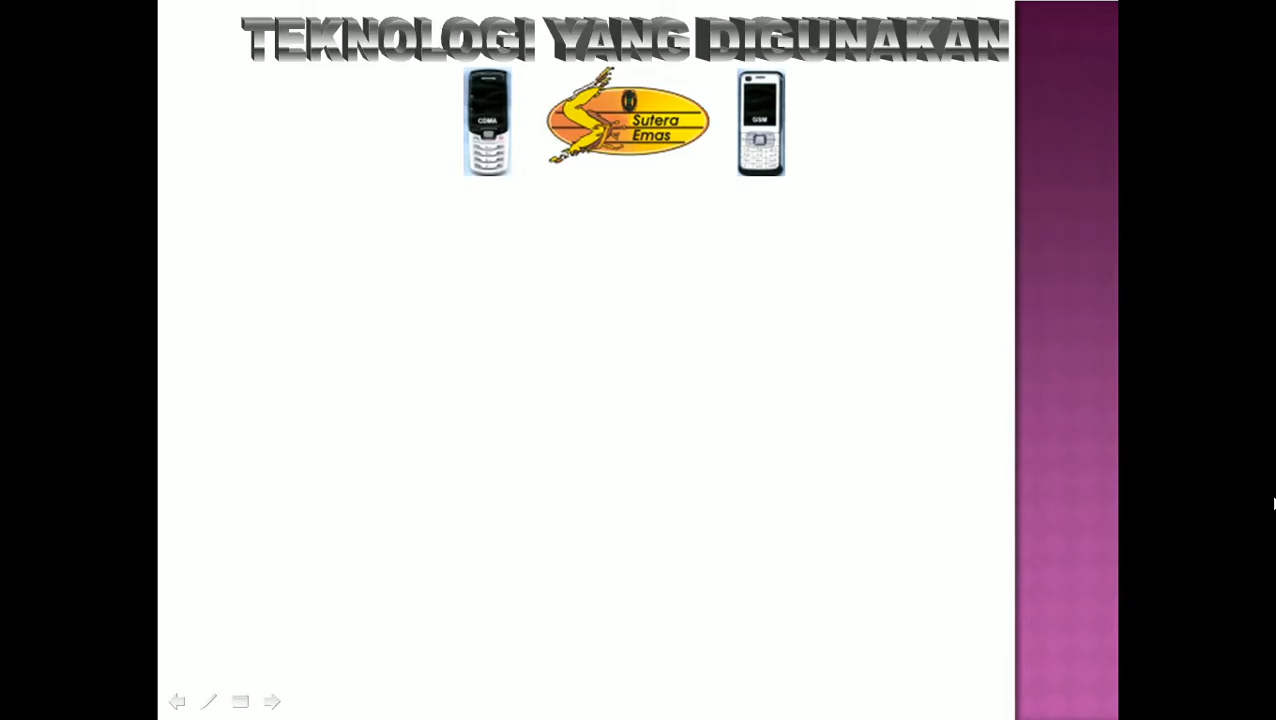 TEKNOLOGI YANG DIGUNAKAN
CDMA
Sutera
Emas
GSM